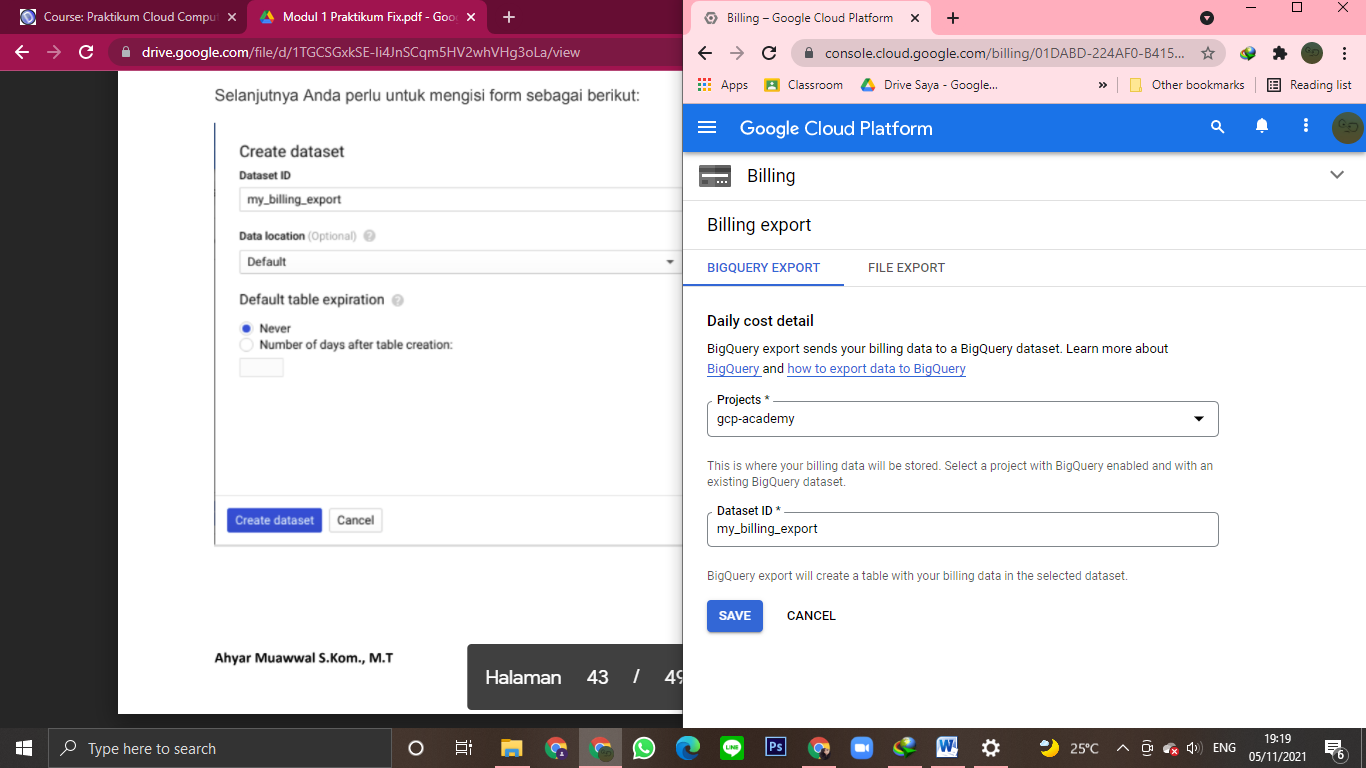 Course: Praktikum Cloud Comput
Modul 1 Praktikum Fix.pdf - Goo
drive.google.com/file/d/1TGCSGxkSE-Ii4JnSCqm5HV2whVHg3oLa/view
Selanjutnya Anda perlu untuk mengisi form sebagai berikut:
Create dataset
Dataset ID
my_billing_export
Data location (Optional)
Default
Default table expiration
Never
Number of days after table creation:
Create dataset Cancel
Ahyar Muawwal S.Kom., M.T
Halaman 43 / 49
Billing – Google Cloud Platform
console.cloud.google.com/billing/01DABD-224AF0-B415...
Apps Classroom Drive Saya - Google... » Other bookmarks Reading list
Google Cloud Platform
Billing
Billing export
BIGQUERY EXPORT FILE EXPORT
Daily cost detail
BigQuery export sends your billing data to a BigQuery dataset. Learn more about
BigQuery and how to export data to BigQuery
Projects *
gcp-academy
This is where your billing data will be stored. Select a project with BigQuery enabled and with an
existing BigQuery dataset.
Dataset ID *
my_billing_export
BigQuery export will create a table with your billing data in the selected dataset.
SAVE CANCEL
Type here to search
LINE
Ps
W
25°C
ENG
19:19
05/11/2021
6